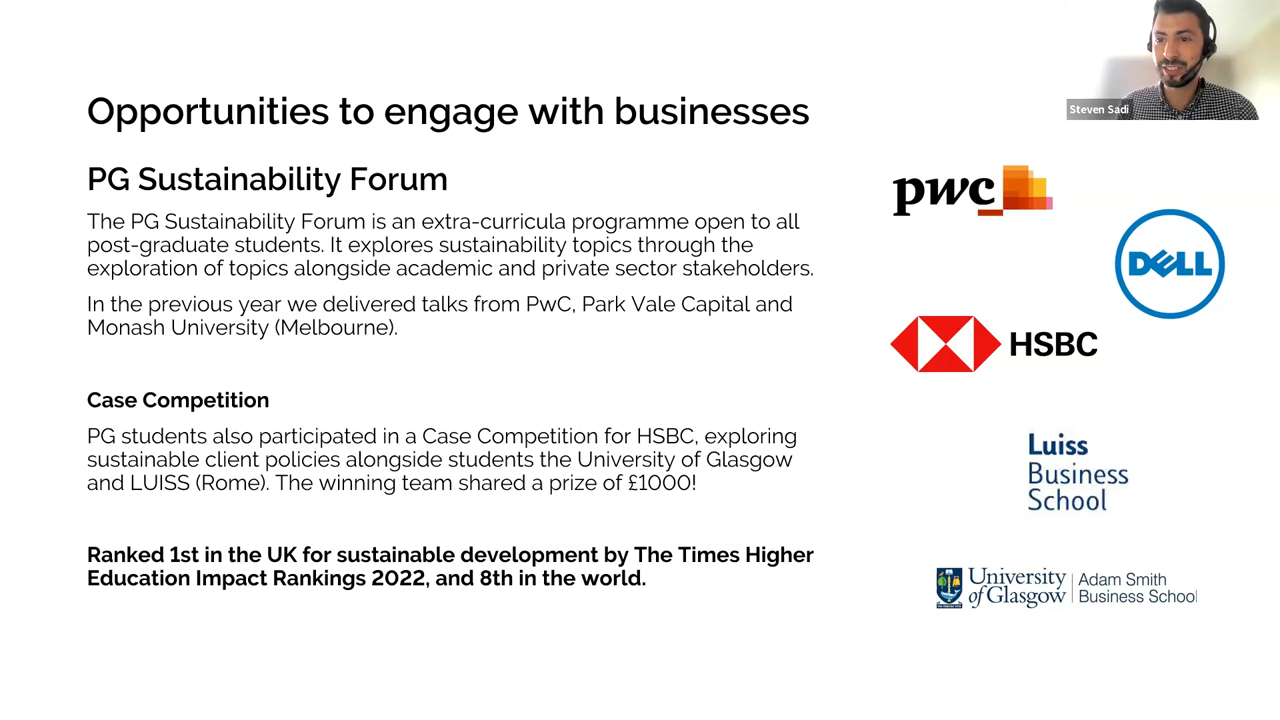 Opportunities to engage with businesses
Steven Sadi
PG Sustainability Forum
The PG Sustainability Forum is an extra-curricula programme open to all
post-graduate students. It explores sustainability topics through the
exploration of topics alongside academic and private sector stakeholders.
In the previous year we delivered talks from PwC, Park Vale Capital and
Monash University (Melbourne).
Case Competition
PG students also participated in a Case Competition for HSBC, exploring
sustainable client policies alongside students the University of Glasgow
and LUISS (Rome). The winning team shared a prize of £1000!
Ranked 1st in the UK for sustainable development by The Times Higher
Education Impact Rankings 2022, and 8th in the world.
pwc
DELL
HSBC
Luiss
Business
School
University
of Glasgow
Adam Smith
Business School